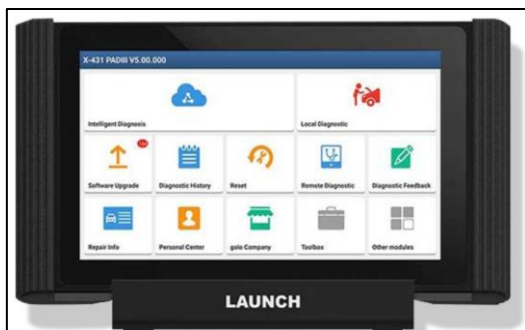 X-431 PADIII V5.00.000
Intelligent Diagnosis
Local Diagnostic
Software Upgrade
Diagnostic History
Reset
Remote Diagnostic
Diagnostic Feedback
Repair Info
Personal Center
golo Company
Toolbox
Other modules
LAUNCH